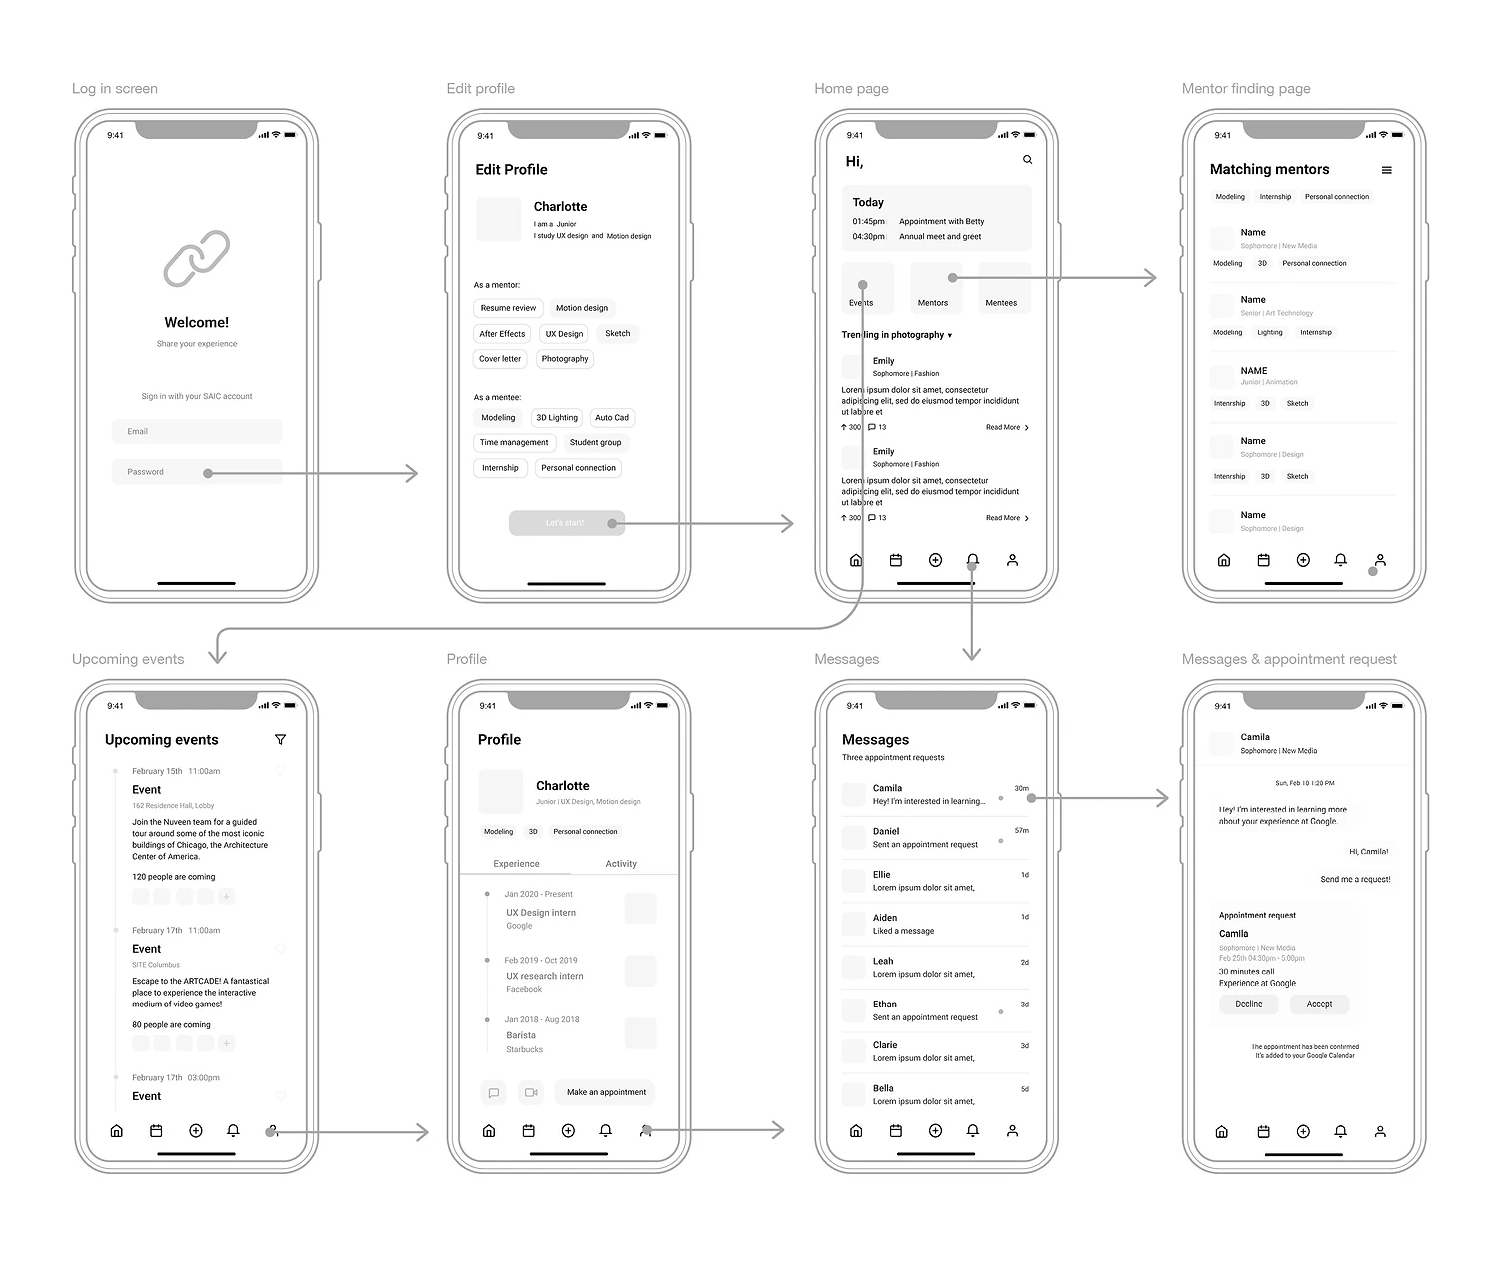 Log in screen
9:41
Welcome!
Share your experience
Sign in with your SAIC account
Email
Password
Edit profile
9:41
Edit Profile
Charlotte
I am a Junior
I study UX design and Motion design
As a mentor:
Resume review Motion design
After Effects UX Design Sketch
Cover letter Photography
As a mentee:
Modeling 3D Lighting Auto Cad
Time management Student group
Internship Personal connection
Let's start!
Home page
9:41
Hi,
Today
01:45pm Appointment with Betty
04:30pm Annual meet and greet
Events Mentors Mentees
Trending in photography ▾
Emily
Sophomore | Fashion
Lorem ipsum dolor sit amet, consectetur
adipiscing elit, sed do eiusmod tempor incididunt
ut labore et
300 13 Read More
Emily
Sophomore | Fashion
Lorem ipsum dolor sit amet, consectetur
adipiscing elit, sed do eiusmod tempor incididunt
ut labore et
300 13 Read More
Mentor finding page
9:41
Matching mentors
Modeling Internship Personal connection
Name
Sophomore | New Media
Modeling 3D Personal connection
Name
Senior | Art Technology
Modeling Lighting Internship
NAME
Junior | Animation
Intenrship 3D Sketch
Name
Sophomore | Design
Intenrship 3D Sketch
Name
Sophomore | Design
Upcoming events
9:41
Upcoming events
February 15th 11:00am
Event
162 Residence Hall, Lobby
Join the Nuveen team for a guided
tour around some of the most iconic
buildings of Chicago, the Architecture
Center of America.
120 people are coming
February 17th 11:00am
Event
SITE Columbus
Escape to the ARTCADE! A fantastical
place to experience the interactive
medium of video games!
80 people are coming
February 17th 03:00pm
Event
Profile
9:41
Profile
Charlotte
Junior | UX Design, Motion design
Modeling 3D Personal connection
Experience Activity
Jan 2020 - Present
UX Design intern
Google
Feb 2019 - Oct 2019
UX research intern
Facebook
Jan 2018 - Aug 2018
Barista
Starbucks
Make an appointment
Messages
9:41
Messages
Three appointment requests
Camila 30m
Hey! I'm interested in learning...
Daniel 57m
Sent an appointment request
Ellie 1d
Lorem ipsum dolor sit amet,
Aiden 1d
Liked a message
Leah 2d
Lorem ipsum dolor sit amet,
Ethan 3d
Sent an appointment request
Clarie 3d
Lorem ipsum dolor sit amet,
Bella 5d
Lorem ipsum dolor sit amet,
Messages & appointment request
9:41
Camila
Sophomore | New Media
Sun, Feb 10 1:20 PM
Hey! I'm interested in learning more
about your experience at Google.
Hi, Camila!
Send me a request!
Appointment request
Camila
Sophomore | New Media
Feb 25th 04:30pm - 5:00pm
30 minutes call
Experience at Google
Decline Accept
The appointment has been confirmed
It's added to your Google Calendar